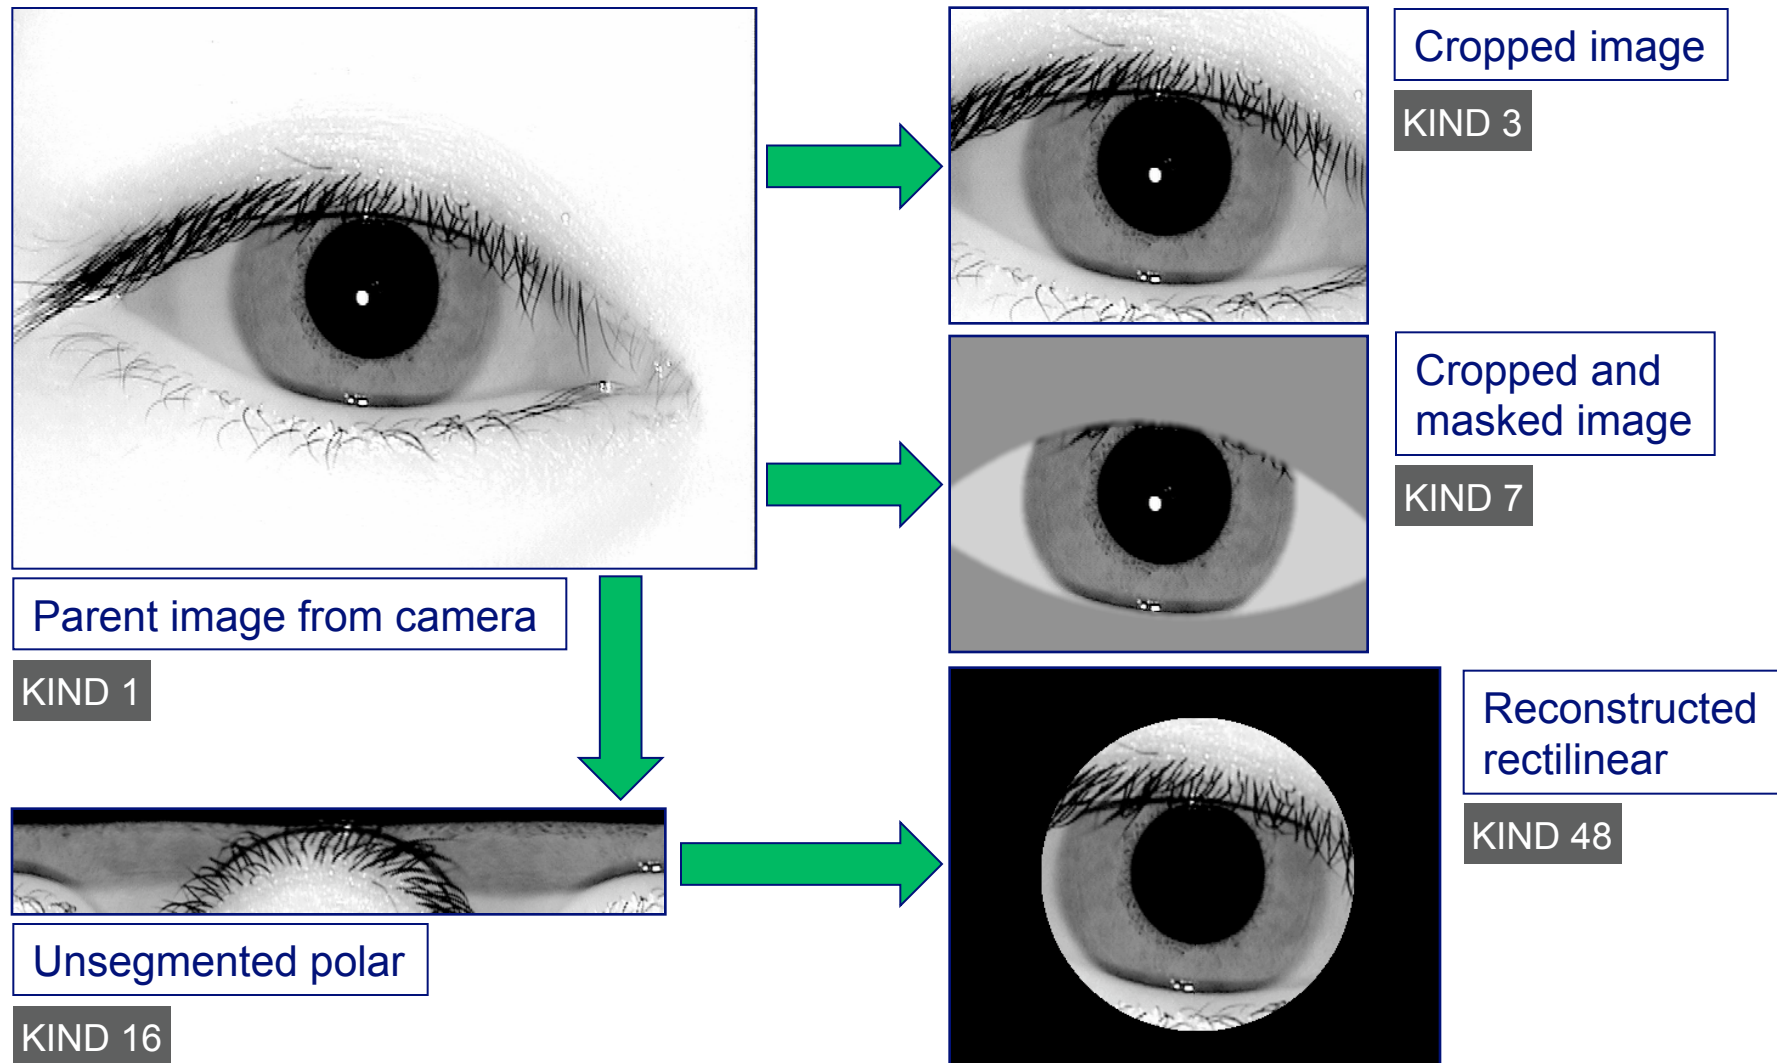 Cropped image
KIND 3
Cropped and
masked image
KIND 7
Parent image from camera
KIND 1
Reconstructed
rectilinear
KIND 48
Unsegmented polar
KIND 16